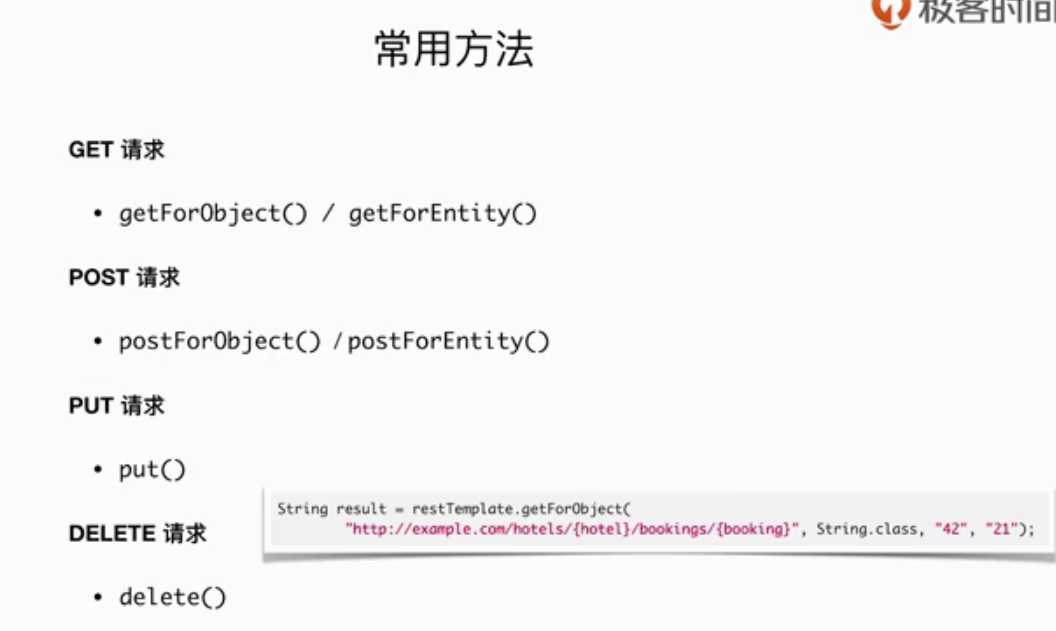 极客时间
常用方法
GET 请求
• getForObject() / getForEntity()
POST 请求
• postForObject() /postForEntity()
PUT 请求
• put()
String result = restTemplate.getForObject(
"http://example.com/hotels/{hotel}/bookings/{booking}", String.class, "42", "21");
DELETE 请求
• delete()